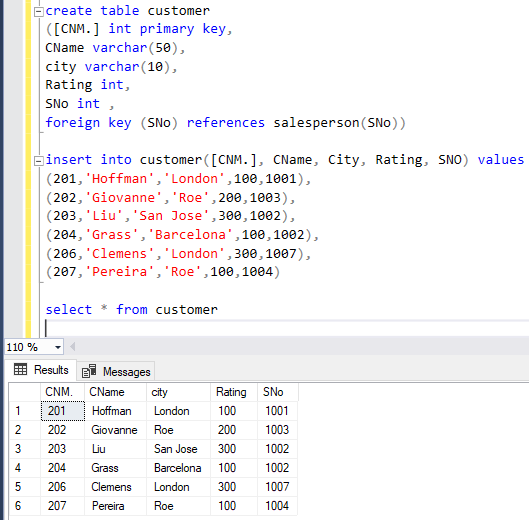 create table customer
([CNM.] int primary key,
CName varchar(50),
city varchar(10),
Rating int,
SNo int ,
foreign key (SNo) references salesperson(SNo))
insert into customer([CNM.], CName, City, Rating, SNO) values
(201,'Hoffman','London',100,1001),
(202,'Giovanne','Roe',200,1003),
(203,'Liu','San Jose',300,1002),
(204,'Grass','Barcelona',100,1002),
(206,'Clemens','London',300,1007),
(207,'Pereira','Roe',100,1004)
select * from customer
110 %
Results Messages
CNM. CName city Rating SNo
1 201 Hoffman London 100 1001
2 202 Giovanne Roe 200 1003
3 203 Liu San Jose 300 1002
4 204 Grass Barcelona 100 1002
5 206 Clemens London 300 1007
6 207 Pereira Roe 100 1004